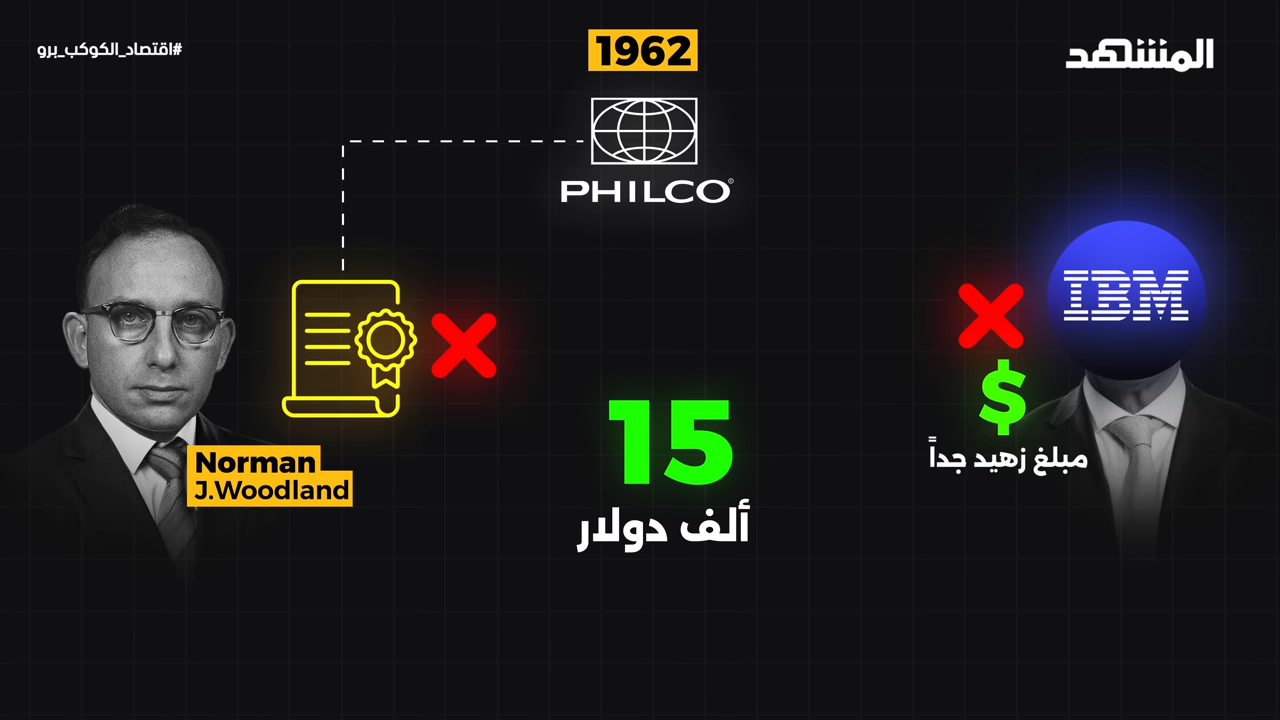 #اقتصاد_الكوكب_برو
1962
المشهد
PHILCO®
IBM
$
مبلغ زهيد جداً
15
ألف دولار
Norman
J.Woodland